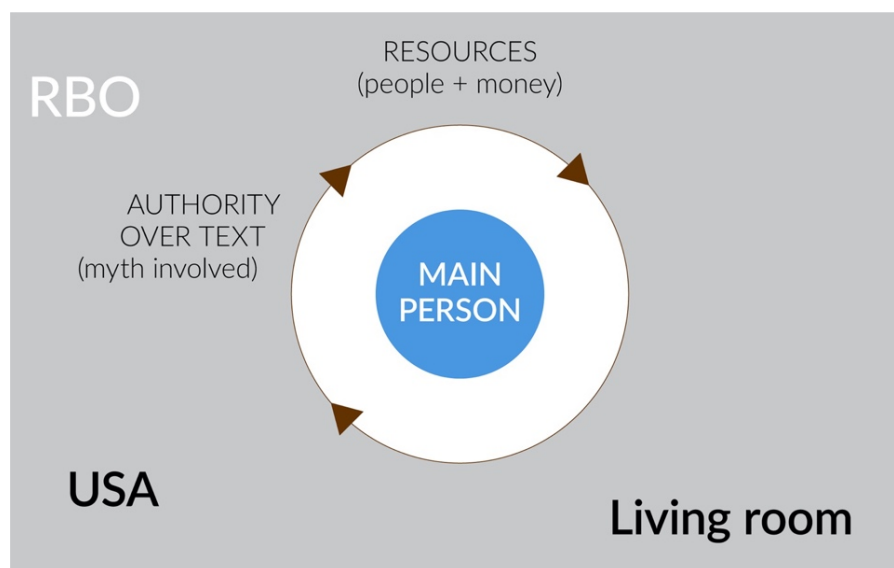 RESOURCES
(people + money)
RBO
AUTHORITY
OVER TEXT
(myth involved)
MAIN
PERSON
USA
Living room